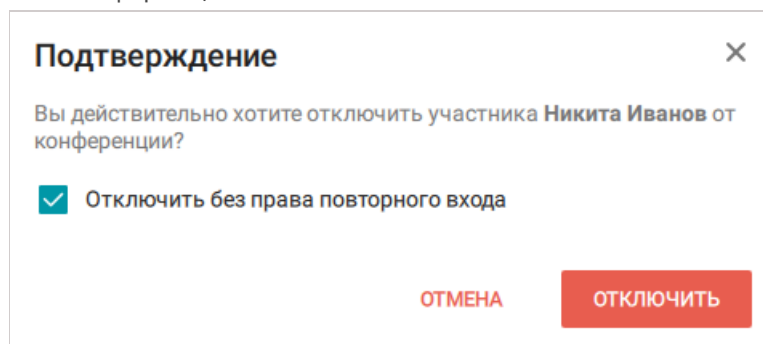 Подтверждение
Вы действительно хотите отключить участника Никита Иванов от
конференции?
Отключить без права повторного входа
ОТМЕНА ОТКЛЮЧИТЬ